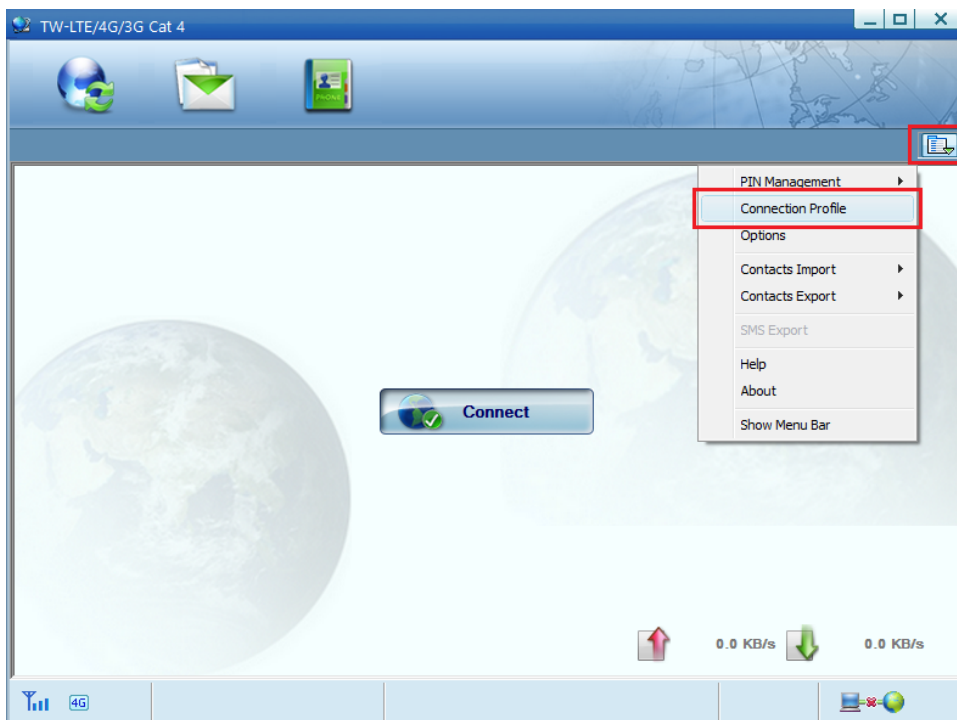 TW-LTE/4G/3G Cat 4
PHONE
PIN Management
Connection Profile
Options
Contacts Import
Contacts Export
SMS Export
Help
About
Show Menu Bar
Connect
0.0 KB/s
0.0 KB/s
4G